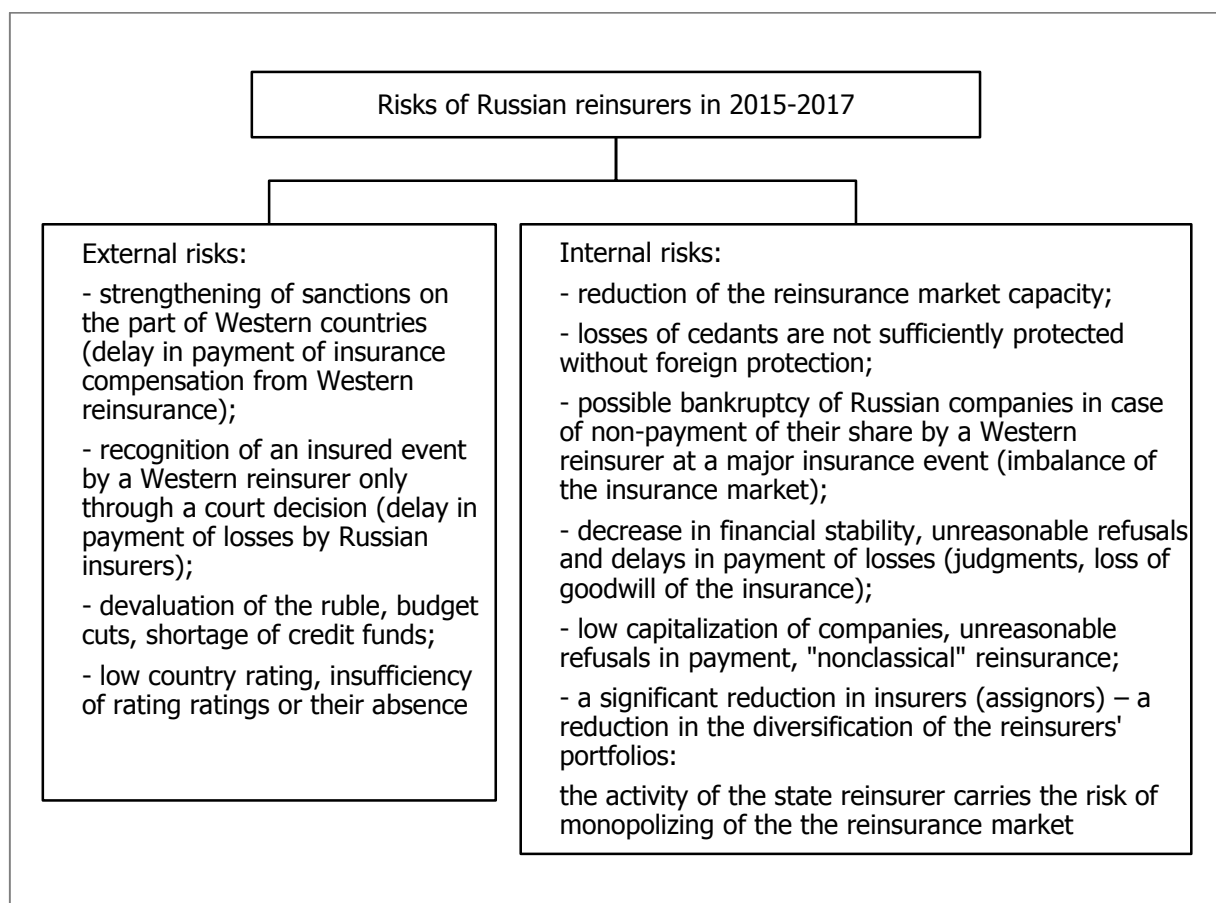 Risks of Russian reinsurers in 2015-2017
External risks:
- strengthening of sanctions on
the part of Western countries
(delay in payment of insurance
compensation from Western
reinsurance);
- recognition of an insured event
by a Western reinsurer only
through a court decision (delay in
payment of losses by Russian
insurers);
- devaluation of the ruble, budget
cuts, shortage of credit funds;
- low country rating, insufficiency
of rating ratings or their absence
Internal risks:
- reduction of the reinsurance market capacity;
- losses of cedants are not sufficiently protected
without foreign protection;
- possible bankruptcy of Russian companies in case
of non-payment of their share by a Western
reinsurer at a major insurance event (imbalance of
the insurance market);
- decrease in financial stability, unreasonable refusals
and delays in payment of losses (judgments, loss of
goodwill of the insurance);
- low capitalization of companies, unreasonable
refusals in payment, "nonclassical" reinsurance;
- a significant reduction in insurers (assignors) – a
reduction in the diversification of the reinsurers'
portfolios:
the activity of the state reinsurer carries the risk of
monopolizing of the the reinsurance market